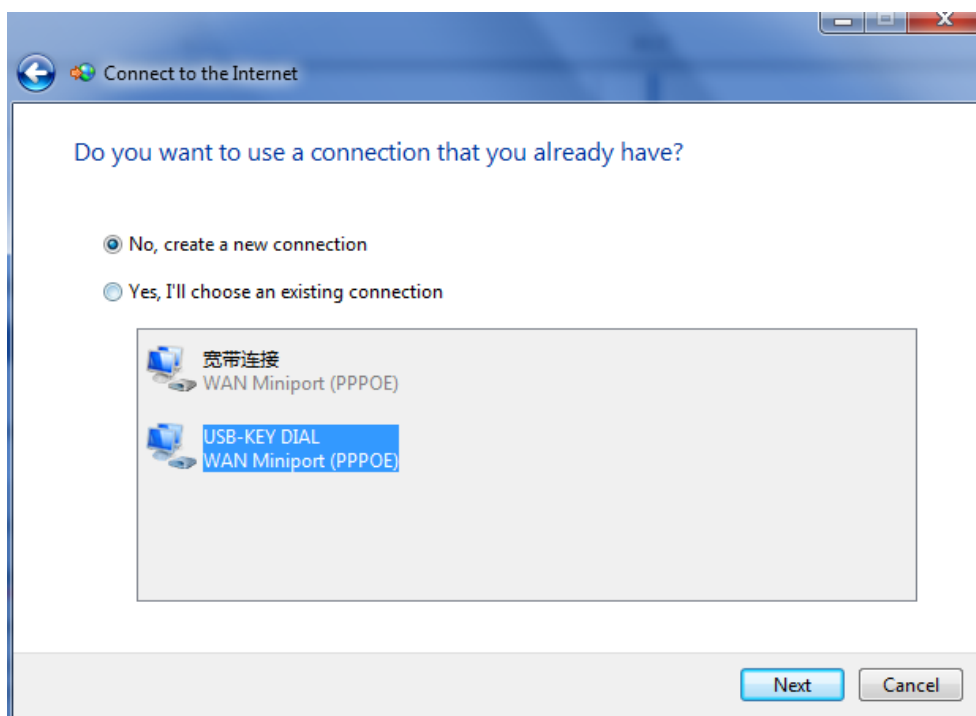 Connect to the Internet
Do you want to use a connection that you already have?
No, create a new connection
Yes, I'll choose an existing connection
宽带连接
WAN Miniport (PPPOE)
USB-KEY DIAL
WAN Miniport (PPPOE)
Next
Cancel